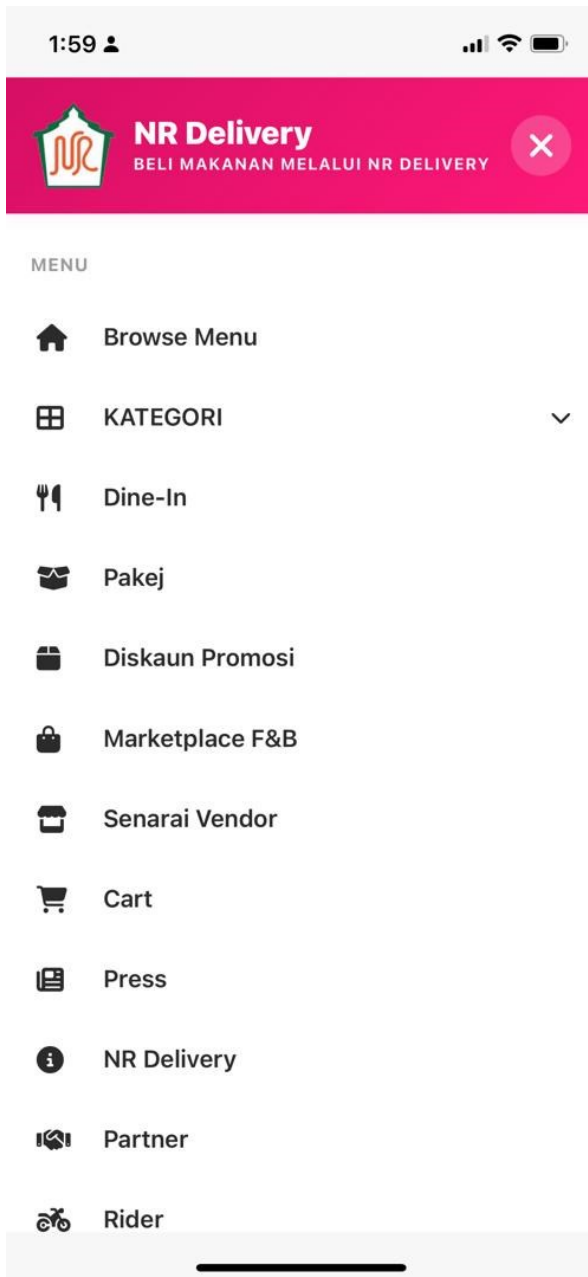 1:59
NR
NR Delivery
BELI MAKANAN MELALUI NR DELIVERY
MENU
Browse Menu
KATEGORI
Dine-In
Pakej
Diskaun Promosi
Marketplace F&B
Senarai Vendor
Cart
Press
NR Delivery
Partner
Rider